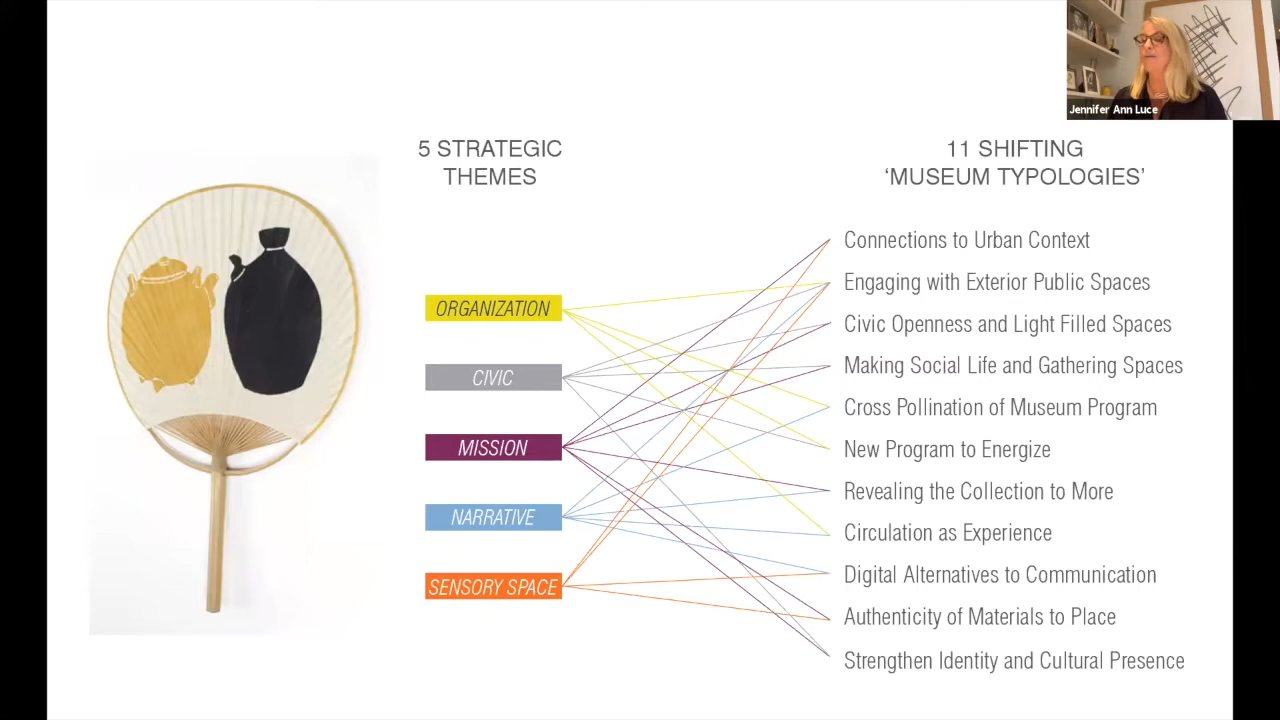 Jennifer Ann Luce
5 STRATEGIC
THEMES
ORGANIZATION
CIVIC
MISSION
NARRATIVE
SENSORY SPACE
11 SHIFTING
‘MUSEUM TYPOLOGIES’
Connections to Urban Context
Engaging with Exterior Public Spaces
Civic Openness and Light Filled Spaces
Making Social Life and Gathering Spaces
Cross Pollination of Museum Program
New Program to Energize
Revealing the Collection to More
Circulation as Experience
Digital Alternatives to Communication
Authenticity of Materials to Place
Strengthen Identity and Cultural Presence